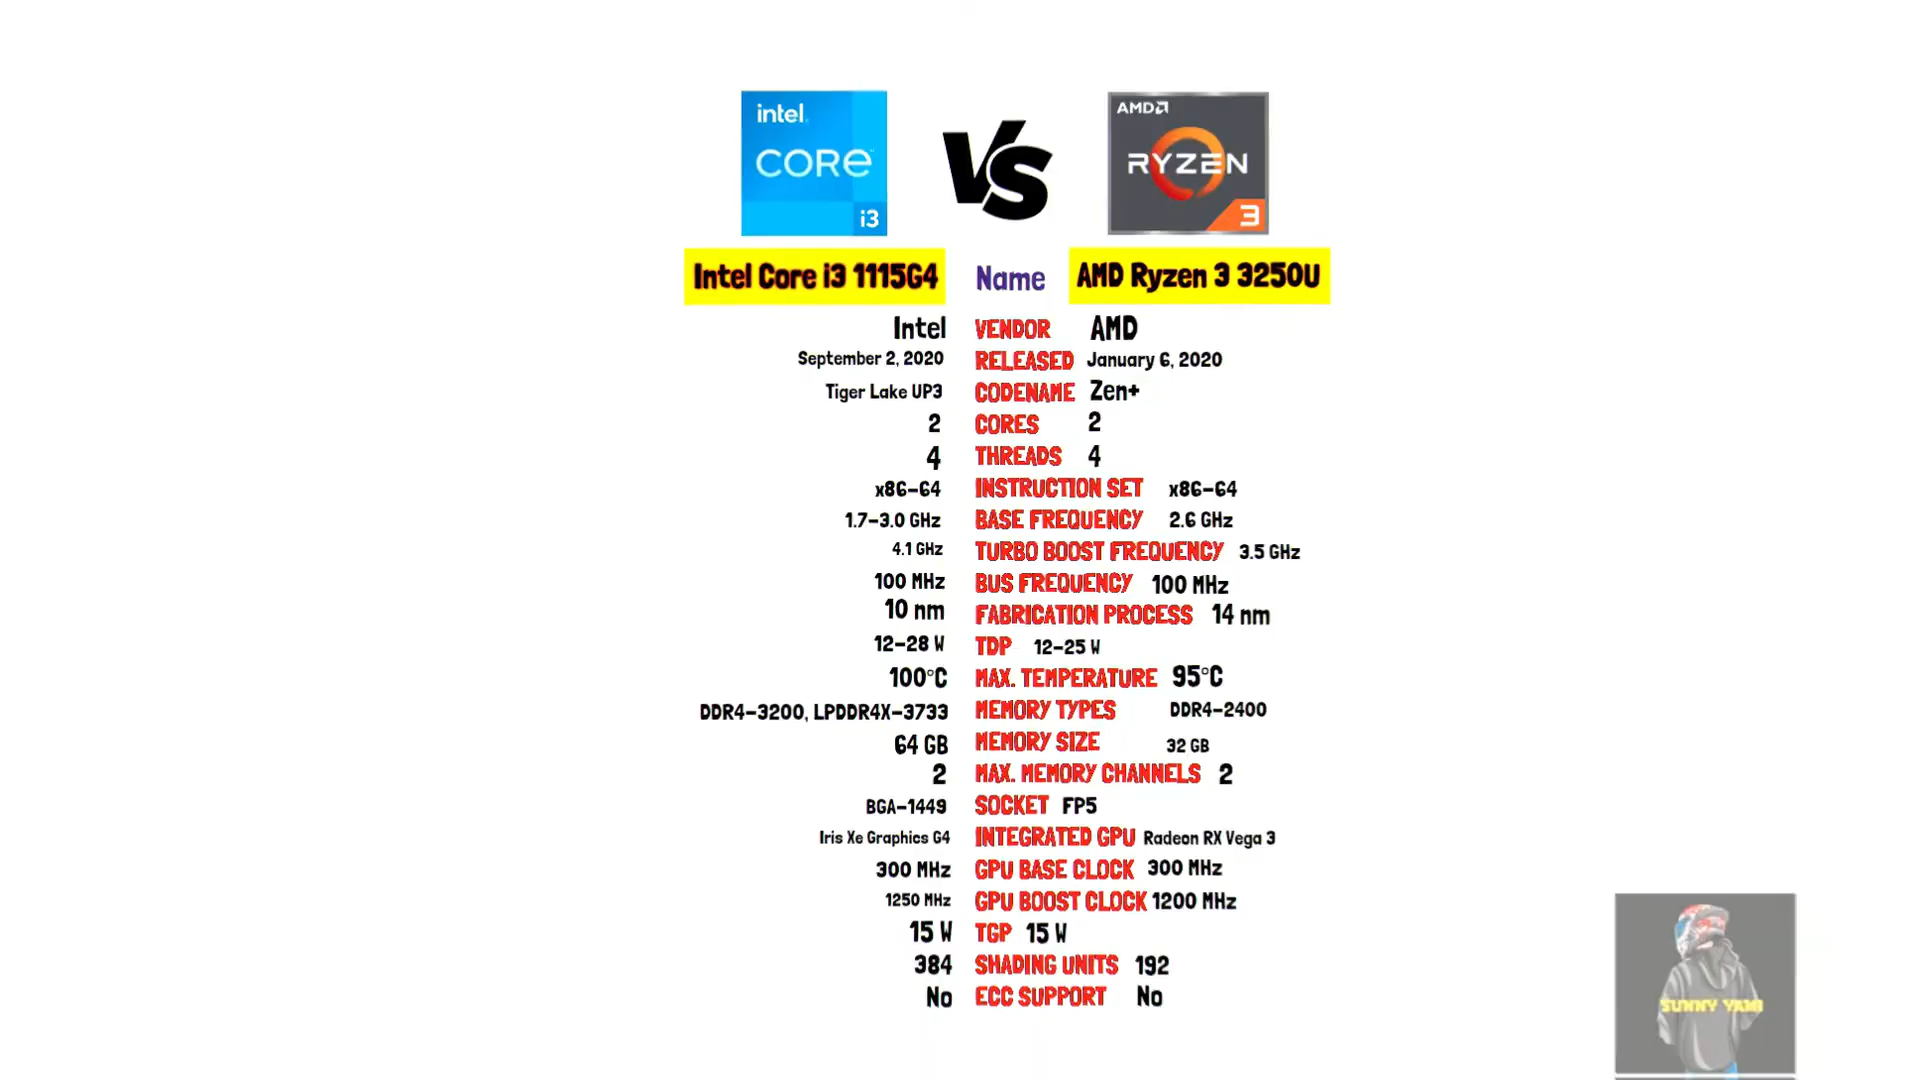 intel.
CORE
i3
VS
AMD
RYZEN
3
Intel Core i3 1115G4 Name AMD Ryzen 3 3250U
Intel VENDOR AMD
September 2, 2020 RELEASED January 6, 2020
Tiger Lake UP3 CODENAME Zen+
2 CORES 2
4 THREADS 4
x86-64 INSTRUCTION SET x86-64
1.7-3.0 GHz BASE FREQUENCY 2.6 GHz
4.1 GHz TURBO BOOST FREQUENCY 3.5 GHz
100 MHz BUS FREQUENCY 100 MHz
10 nm FABRICATION PROCESS 14 nm
12-28 W TDP 12-25 W
100°C MAX. TEMPERATURE 95°C
DDR4-3200, LPDDR4X-3733 MEMORY TYPES DDR4-2400
64 GB MEMORY SIZE 32 GB
2 MAX. MEMORY CHANNELS 2
BGA-1449 SOCKET FP5
Iris Xe Graphics G4 INTEGRATED GPU Radeon RX Vega 3
300 MHz GPU BASE CLOCK 300 MHz
1250 MHz GPU BOOST CLOCK 1200 MHz
15 W TGP 15 W
384 SHADING UNITS 192
No ECC SUPPORT No
SUNNY YAMI